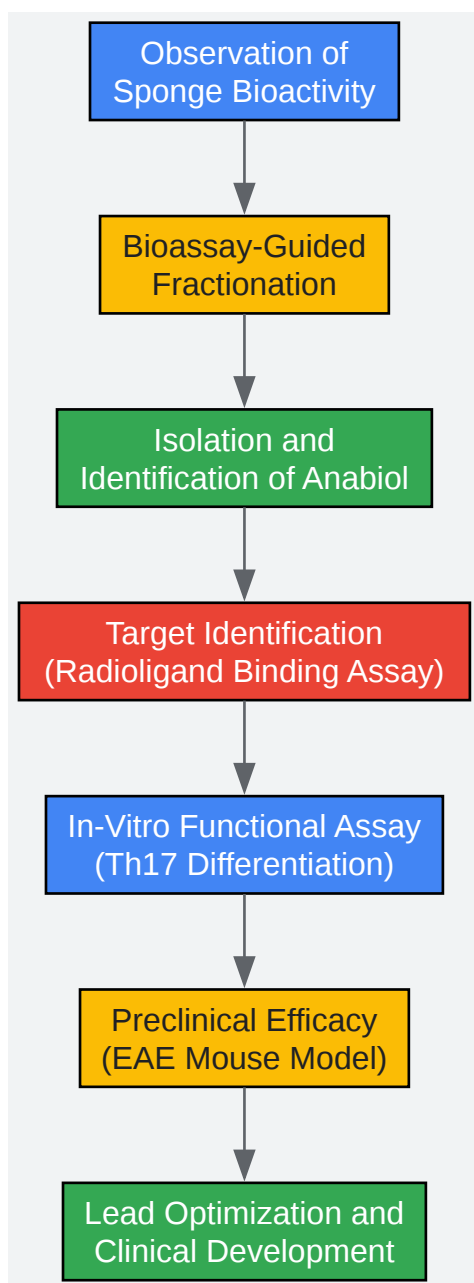 Observation of
Sponge Bioactivity
Bioassay-Guided
Fractionation
Isolation and
Identification of Anabiol
Target Identification
(Radioligand Binding Assay)
In-Vitro Functional Assay
(Th17 Differentiation)
Preclinical Efficacy
(EAE Mouse Model)
Lead Optimization and
Clinical Development